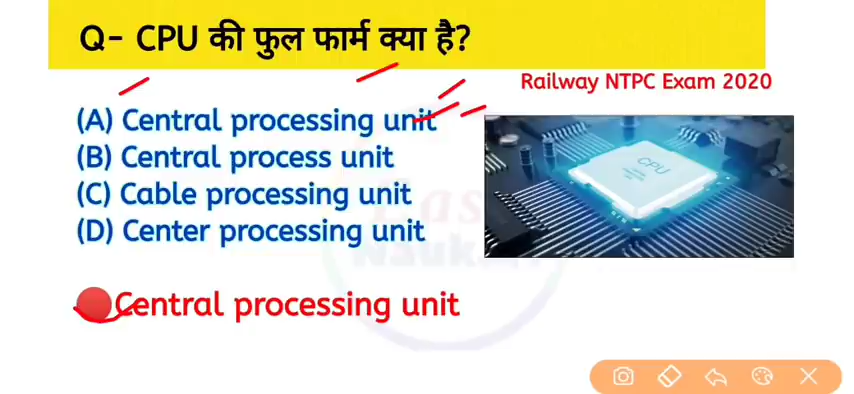 Q- CPU की फुल फार्म क्या है?
Railway NTPC Exam 2020
(A) Central processing unit
(B) Central process unit
(C) Cable processing unit
(D) Center processing unit
CPU
Central processing unit